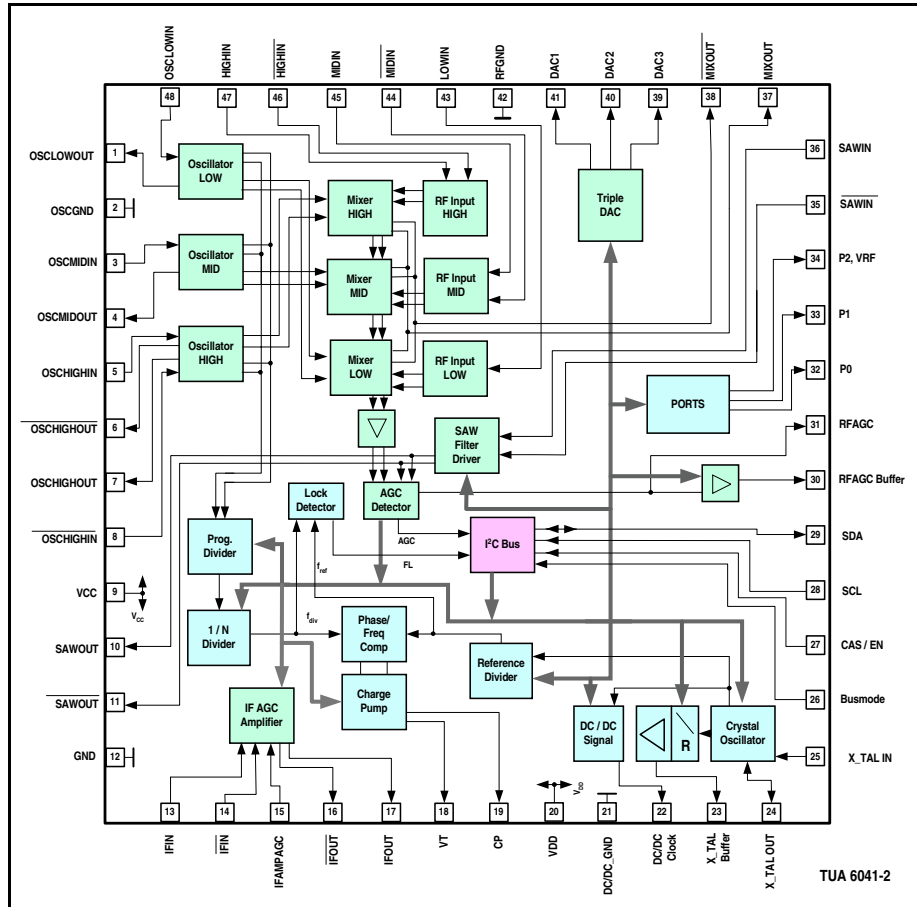 OSCLOWIN
HIGHIN
HIGHIN
MIDIN
MIDIN
LOWIN
RFGND
DAC1
DAC2
DAC3
MIXOUT
MIXOUT
48
47
46
45
44
43
42
41
40
39
38
37
OSCLOWOUT
1
OSCGND
2
OSCMIDIN
3
OSCMIDOUT
4
OSCHIGHIN
5
OSCHIGHOUT
6
OSCHIGHOUT
7
OSCHIGHIN
8
VCC
9
Vcc
SAWOUT
10
SAWOUT
11
GND
12
36
SAWIN
35
SAWIN
34
P2, VRF
33
P1
32
P0
31
RFAGC
30
RFAGC Buffer
29
SDA
28
SCL
27
CAS / EN
26
Busmode
25
X_TAL IN
Oscillator
LOW
Oscillator
MID
Oscillator
HIGH
Mixer
HIGH
Mixer
MID
Mixer
LOW
RF Input
HIGH
RF Input
MID
RF Input
LOW
Triple
DAC
PORTS
SAW
Filter
Driver
AGC
Detector
Lock
Detector
AGC
FL
I²C Bus
Prog.
Divider
1 / N
Divider
fref
fdiv
Phase/
Freq
Comp
Charge
Pump
Reference
Divider
IF AGC
Amplifier
DC / DC
Signal
/
R
Crystal
Oscillator
VDD
13
14
15
16
17
18
19
20
21
22
23
24
IFIN
IFIN
IFAMPAGC
IFOUT
IFOUT
VT
CP
VDD
DC/DC_GND
DC/DC
Clock
X_TAL
Buffer
X_TAL OUT
TUA 6041-2